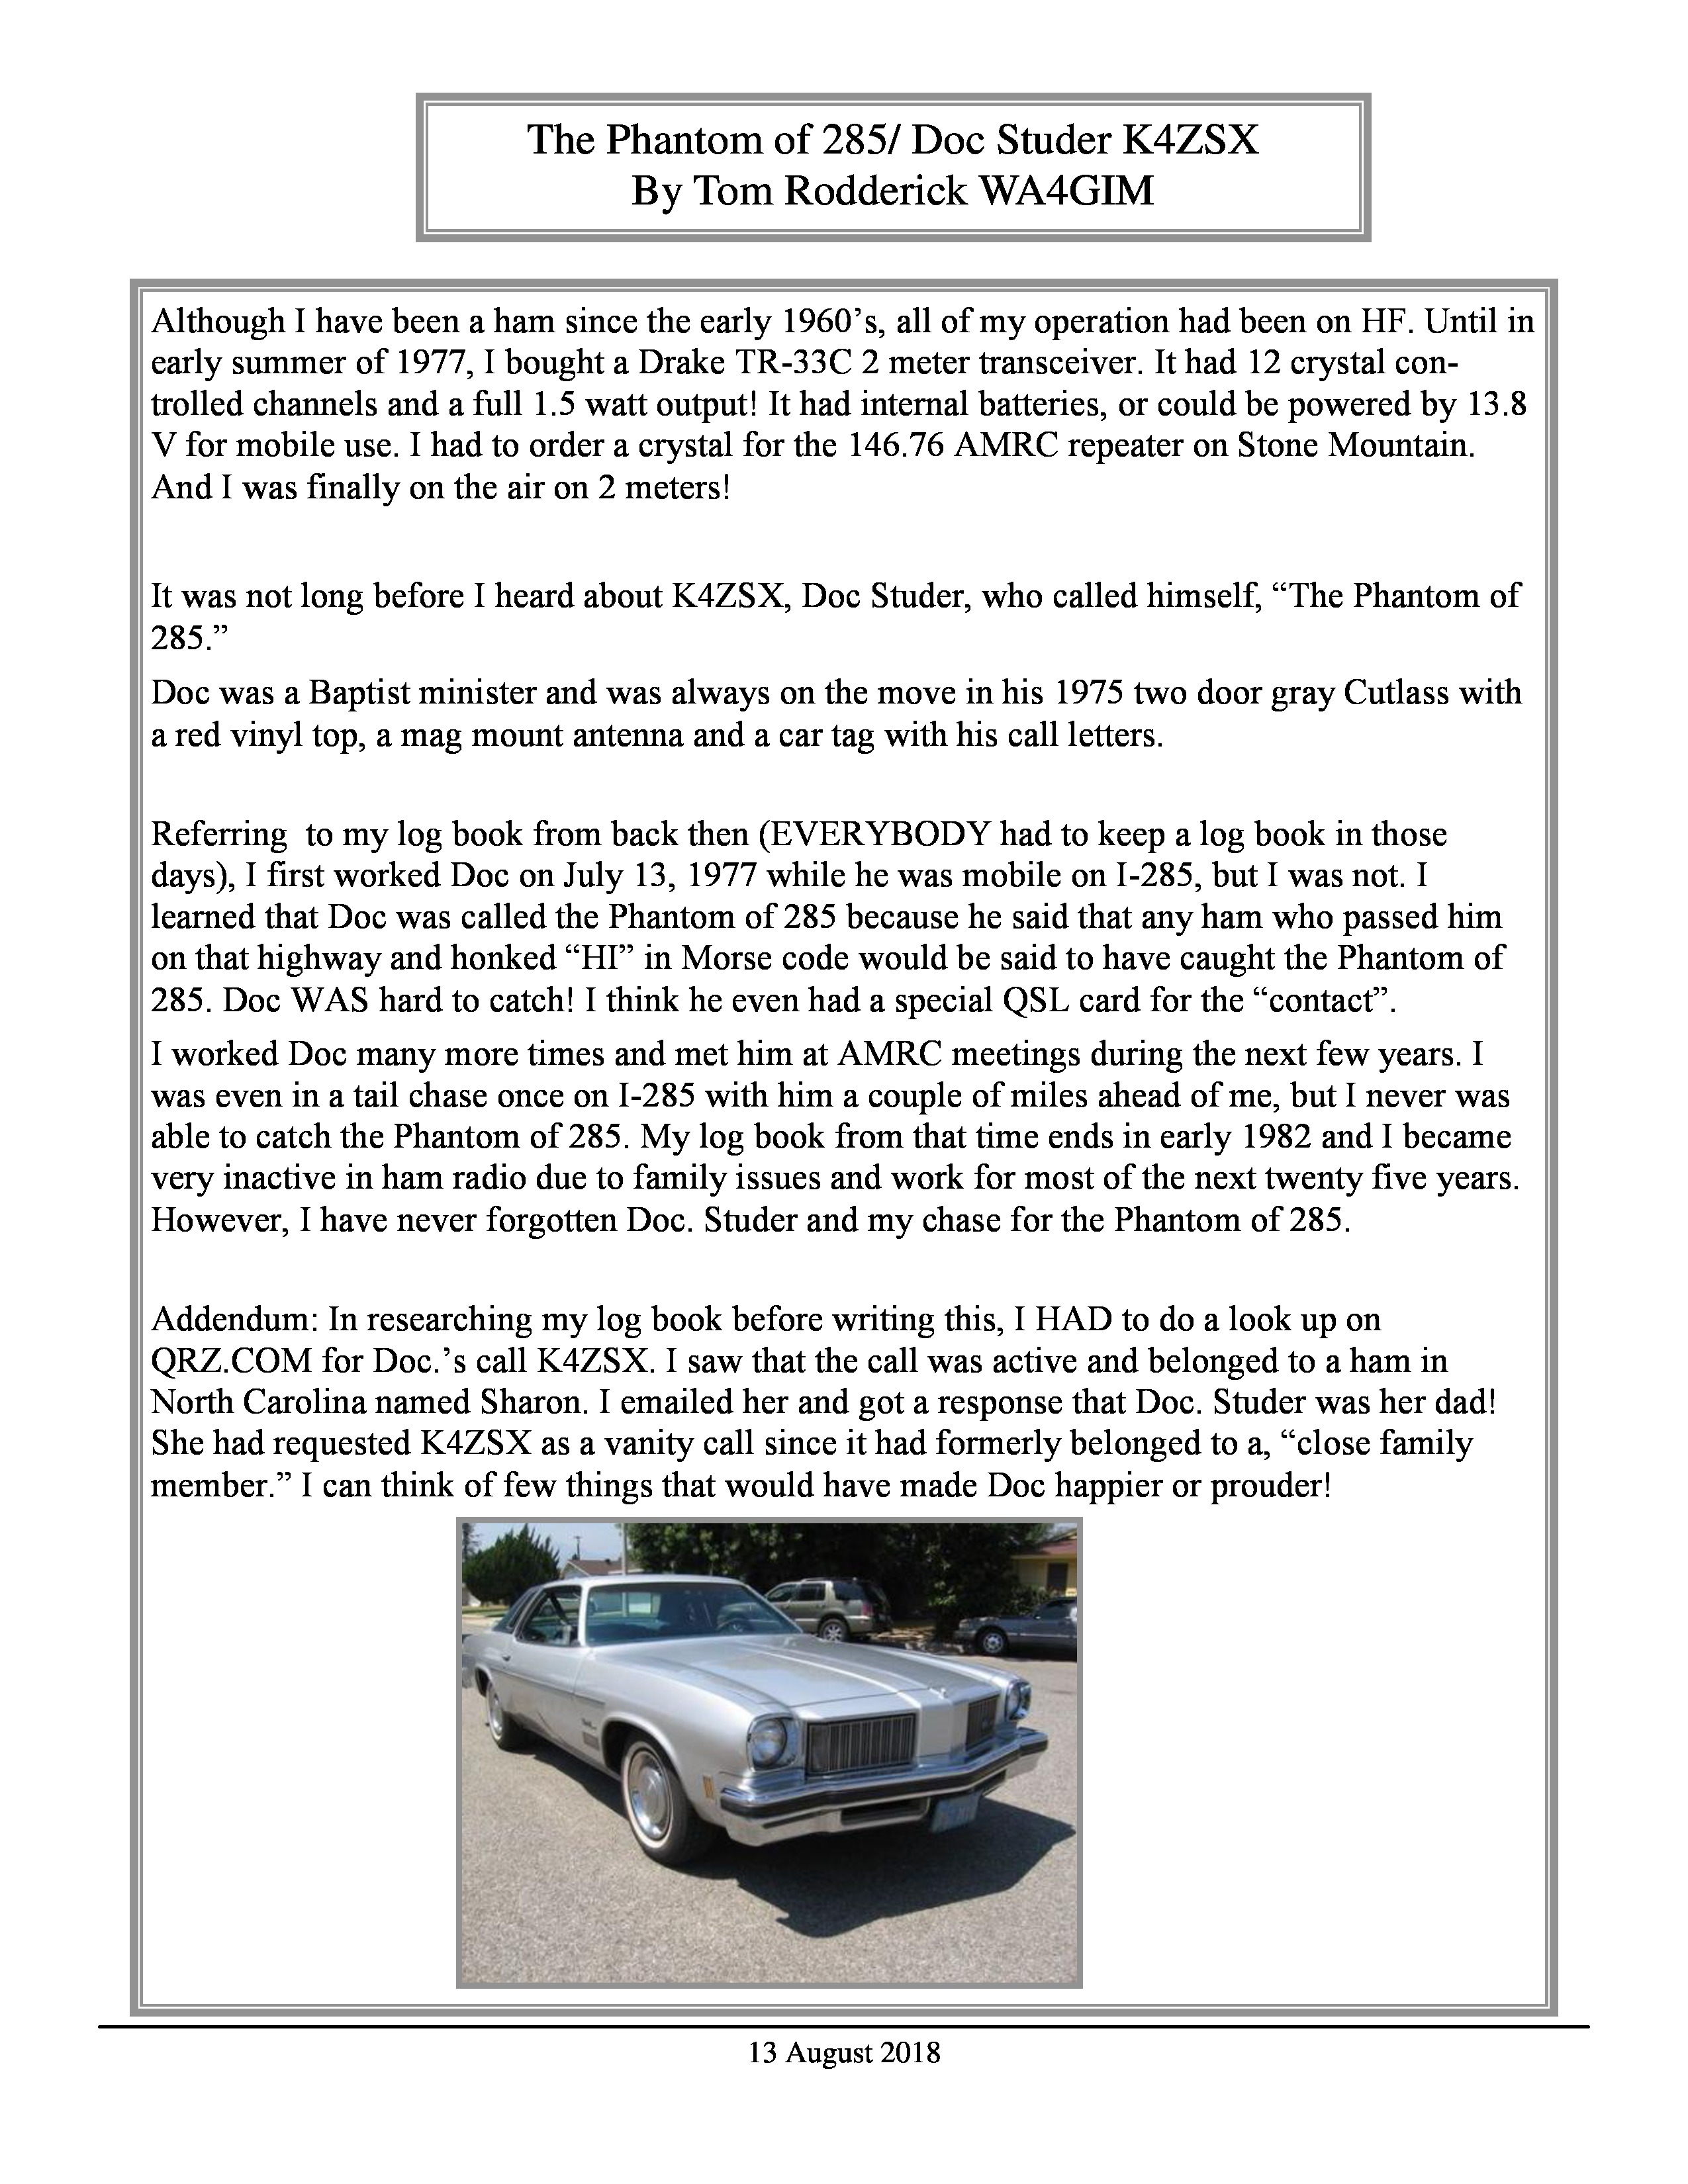 The Phantom of 285/ Doc Studer K4ZSX
By Tom Rodderick WA4GIM
Although I have been a ham since the early 1960’s, all of my operation had been on HF. Until in
early summer of 1977, I bought a Drake TR-33C 2 meter transceiver. It had 12 crystal con-
trolled channels and a full 1.5 watt output! It had internal batteries, or could be powered by 13.8
V for mobile use. I had to order a crystal for the 146.76 AMRC repeater on Stone Mountain.
And I was finally on the air on 2 meters!
It was not long before I heard about K4ZSX, Doc Studer, who called himself, “The Phantom of
285.”
Doc was a Baptist minister and was always on the move in his 1975 two door gray Cutlass with
a red vinyl top, a mag mount antenna and a car tag with his call letters.
Referring  to my log book from back then (EVERYBODY had to keep a log book in those
days), I first worked Doc on July 13, 1977 while he was mobile on I-285, but I was not. I
learned that Doc was called the Phantom of 285 because he said that any ham who passed him
on that highway and honked “HI” in Morse code would be said to have caught the Phantom of
285. Doc WAS hard to catch! I think he even had a special QSL card for the “contact”.
I worked Doc many more times and met him at AMRC meetings during the next few years. I
was even in a tail chase once on I-285 with him a couple of miles ahead of me, but I never was
able to catch the Phantom of 285. My log book from that time ends in early 1982 and I became
very inactive in ham radio due to family issues and work for most of the next twenty five years.
However, I have never forgotten Doc. Studer and my chase for the Phantom of 285.
Addendum: In researching my log book before writing this, I HAD to do a look up on
QRZ.COM for Doc.’s call K4ZSX. I saw that the call was active and belonged to a ham in
North Carolina named Sharon. I emailed her and got a response that Doc. Studer was her dad!
She had requested K4ZSX as a vanity call since it had formerly belonged to a, “close family
member.” I can think of few things that would have made Doc happier or prouder!
13 August 2018